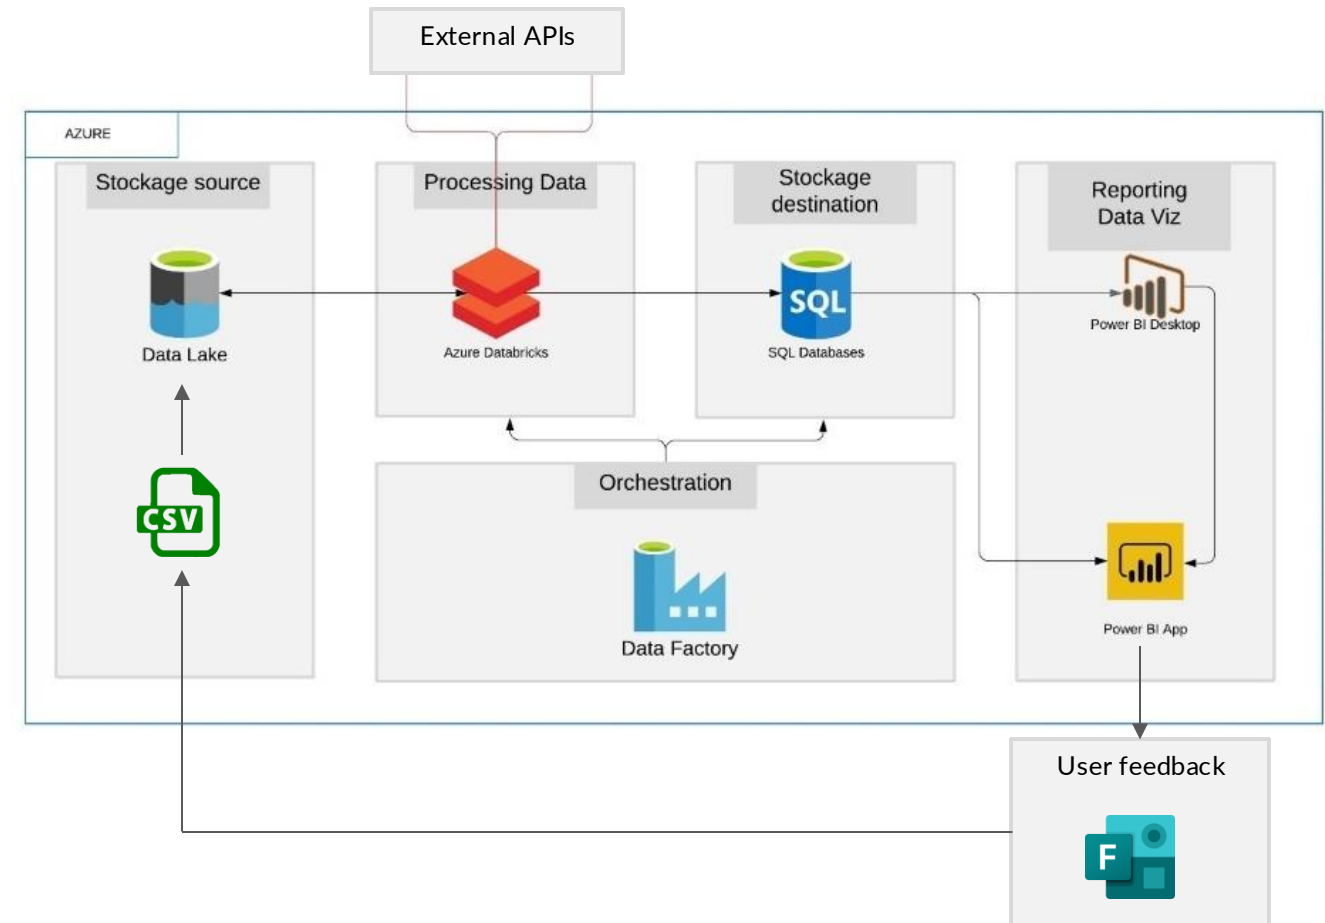 External APIs
AZURE
Stockage source
Processing Data
Stockage
destination
Reporting
Data Viz
SQL
Data Lake
Azure Databricks
SQL Databases
Power BI Desktop
Orchestration
CSV
Data Factory
Power BI App
User feedback
F